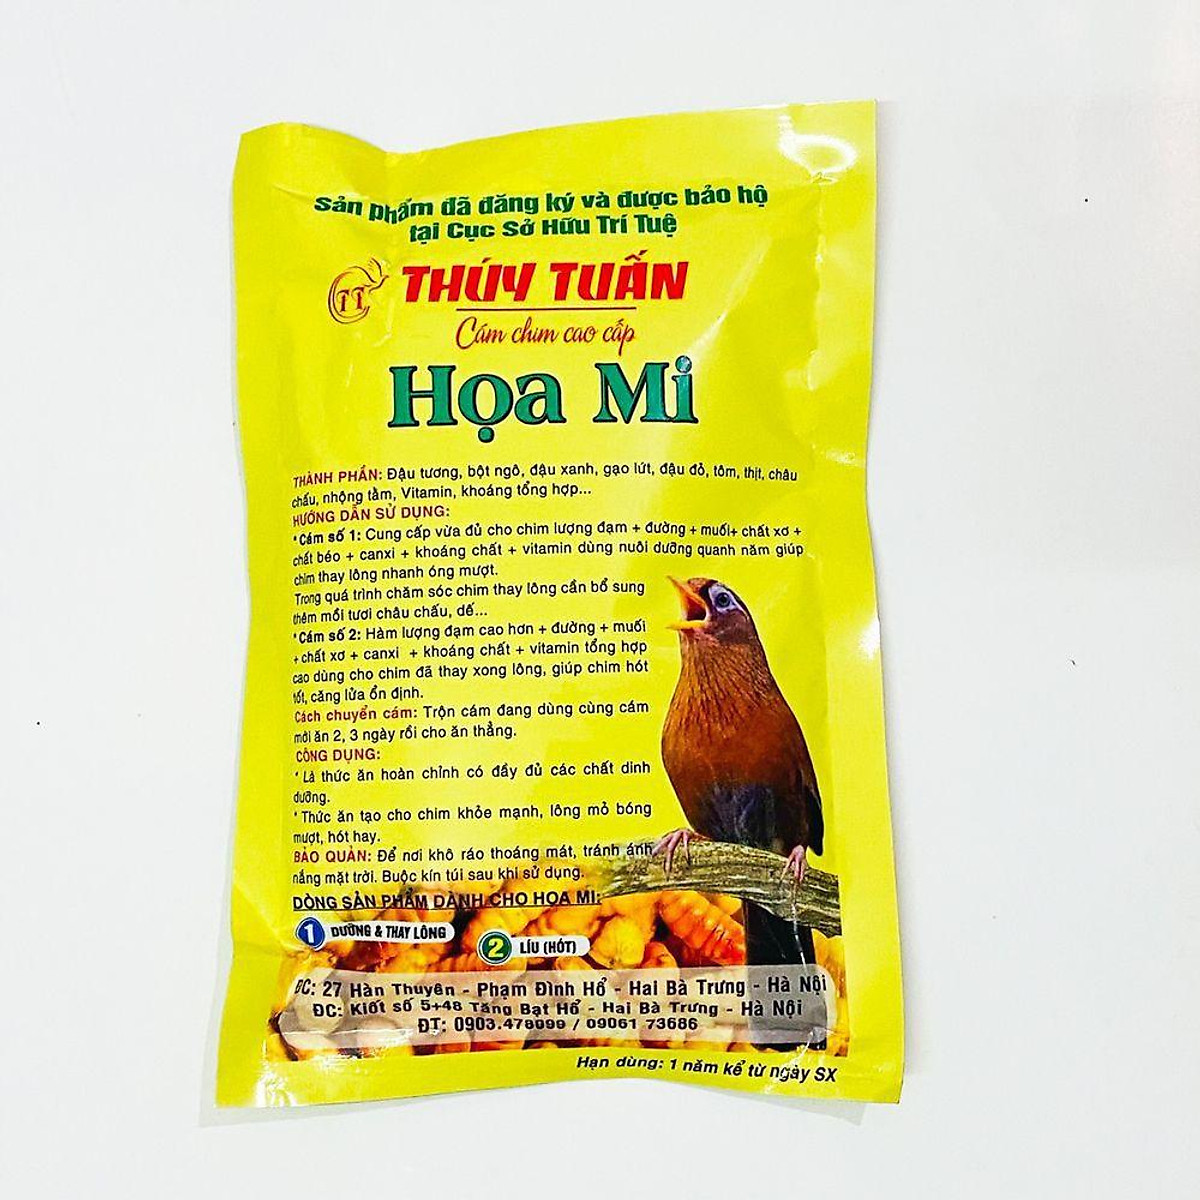 Sản phẩm đã đăng ký và được bảo hộ
tại Cục Sở Hữu Trí Tuệ
TT THÚY TUẤN
Cám chim cao cấp
Họa Mi
THÀNH PHẦN: Đậu tương, bột ngô, đậu xanh, gạo lứt, đậu đỏ, tôm, thịt, châu
chấu, nhộng tằm, Vitamin, khoáng tổng hợp...
HƯỚNG DẪN SỬ DỤNG:
* Cám số 1: Cung cấp vừa đủ cho chim lượng đạm + đường + muối+ chất xơ +
chất béo + canxi + khoáng chất + vitamin dùng nuôi dưỡng quanh năm giúp
chim thay lông nhanh óng mượt.
Trong quá trình chăm sóc chim thay lông cần bổ sung
thêm mồi tươi châu chấu, dế...
* Cám số 2: Hàm lượng đạm cao hơn + đường + muối
+ chất xơ + canxi + khoáng chất + vitamin tổng hợp
cao dùng cho chim đã thay xong lông, giúp chim hót
tốt, căng lửa ổn định.
Cách chuyển cám: Trộn cám đang dùng cùng cám
mới ăn 2, 3 ngày rồi cho ăn thẳng.
CÔNG DỤNG:
* Là thức ăn hoàn chỉnh có đầy đủ các chất dinh
dưỡng.
* Thức ăn tạo cho chim khỏe mạnh, lông mỏ bóng
mượt, hót hay.
BẢO QUẢN: Để nơi khô ráo thoáng mát, tránh ánh
nắng mặt trời. Buộc kín túi sau khi sử dụng.
DÒNG SẢN PHẨM DÀNH CHO HỌA MI:
1 DƯỠNG & THAY LÔNG
2 LÍU (HÓT)
ĐC: 27 Hàn Thuyên - Phạm Đình Hổ - Hai Bà Trưng - Hà Nội
ĐC: Kiốt số 5+48 Tăng Bạt Hổ - Hai Bà Trưng - Hà Nội
ĐT: 0903.478099 / 09061 73686
Hạn dùng: 1 năm kể từ ngày SX